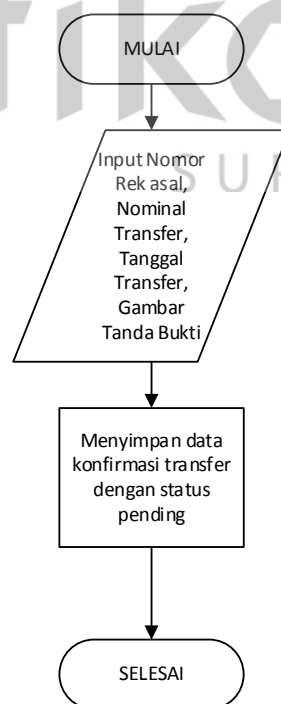 MULAI
Input Nomor
Rek asal,
Nominal
Transfer,
Tanggal
Transfer,
Gambar
Tanda Bukti
Menyimpan data
konfirmasi transfer
dengan status
pending
SELESAI